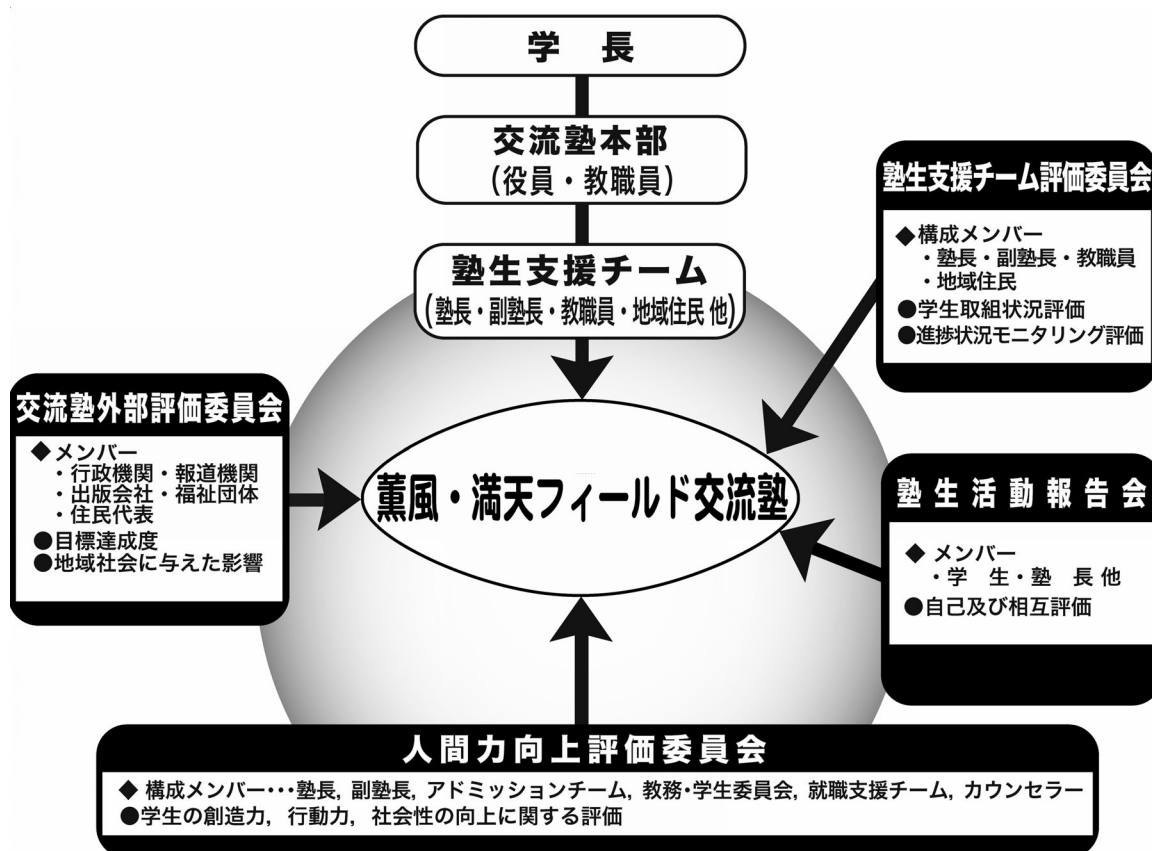 学 長
交流塾本部
(役員・教職員)
塾生支援チーム
(塾長・副塾長・教職員・地域住民 他)
塾生支援チーム評価委員会
◆構成メンバー
・塾長・副塾長・教職員
・地域住民
●学生取組状況評価
●進捗状況モニタリング評価
交流塾外部評価委員会
◆メンバー
・行政機関・報道機関
・出版会社・福祉団体
・住民代表
●目標達成度
●地域社会に与えた影響
薫風・満天フィールド交流塾
塾生活動報告会
◆ メンバー
・学 生・塾 長 他
●自己及び相互評価
人間力向上評価委員会
◆ 構成メンバー･･･塾長, 副塾長, アドミッションチーム, 教務・学生委員会, 就職支援チーム, カウンセラー
●学生の創造力, 行動力, 社会性の向上に関する評価